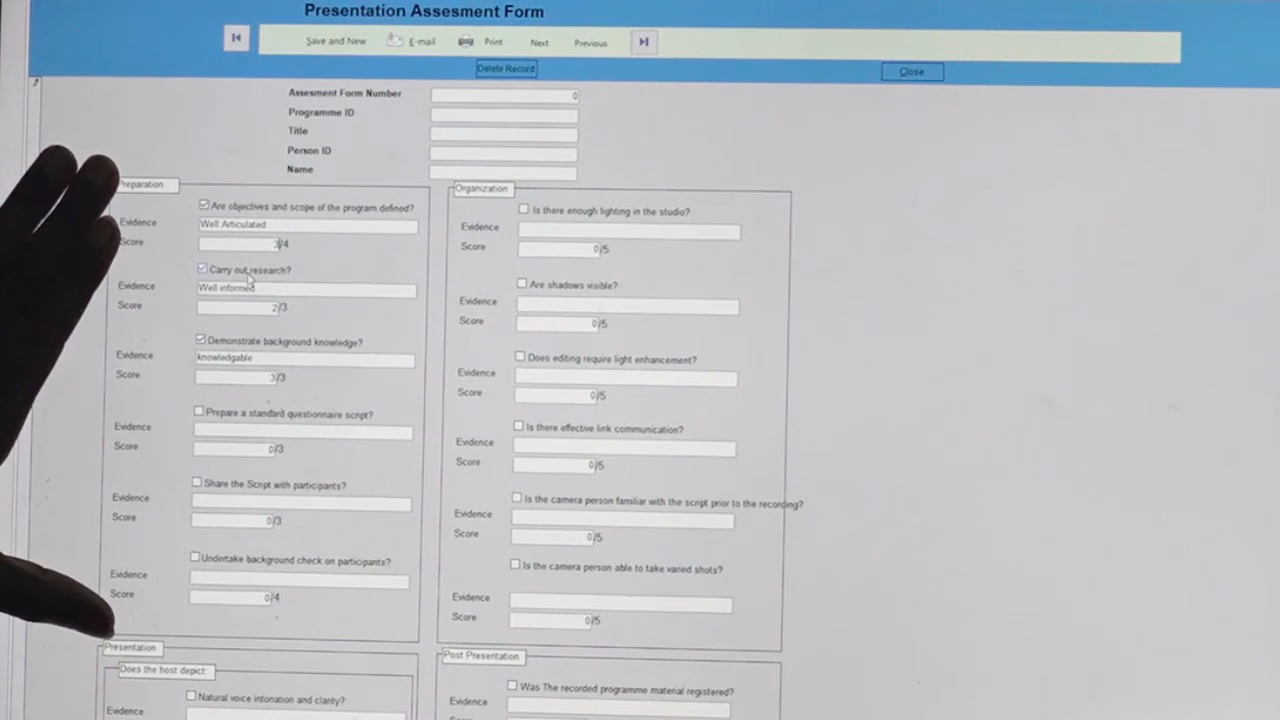 Presentation Assesment Form
Save and New E-mail Print Next Previous
Delete Record
Close
Assesment Form Number 0
Programme ID
Title
Person ID
Name
Preparation
Are objectives and scope of the program defined?
Evidence Well Articulated
Score 3/4
Carry out research?
Evidence Well informed
Score 2/3
Demonstrate background knowledge?
Evidence knowledgable
Score 3/3
Prepare a standard questionnaire script?
Evidence
Score 0/3
Share the Script with participants?
Evidence
Score 0/3
Undertake background check on participants?
Evidence
Score 0/4
Organization
Is there enough lighting in the studio?
Evidence
Score 0/5
Are shadows visible?
Evidence
Score 0/5
Does editing require light enhancement?
Evidence
Score 0/5
Is there effective link communication?
Evidence
Score 0/5
Is the camera person familiar with the script prior to the recording?
Evidence
Score 0/5
Is the camera person able to take varied shots?
Evidence
Score 0/5
Presentation
Does the host depict:
Natural voice intonation and clarity?
Evidence
Post Presentation
Was The recorded programme material registered?
Evidence